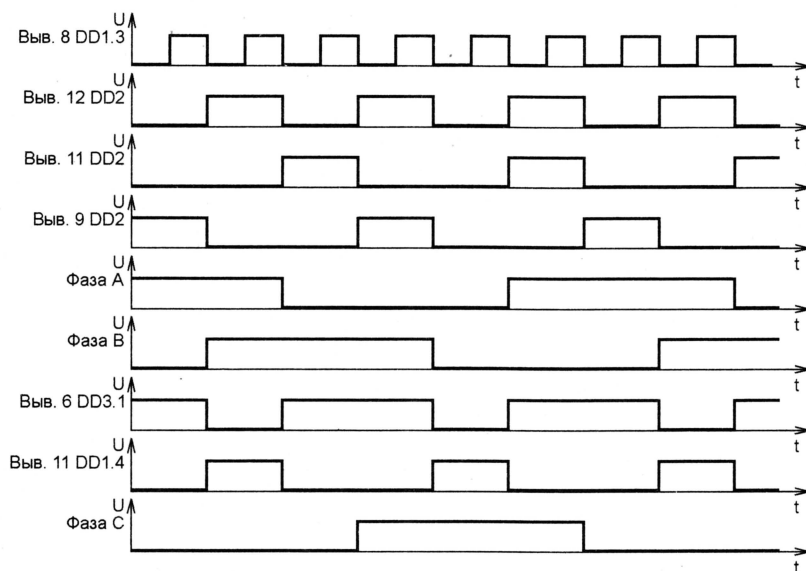 U
Выв. 8 DD1.3
t
U
Выв. 12 DD2
t
U
Выв. 11 DD2
t
U
Выв. 9 DD2
t
U
Фаза А
t
U
Фаза В
t
U
Выв. 6 DD3.1
t
U
Выв. 11 DD1.4
t
U
Фаза С
t